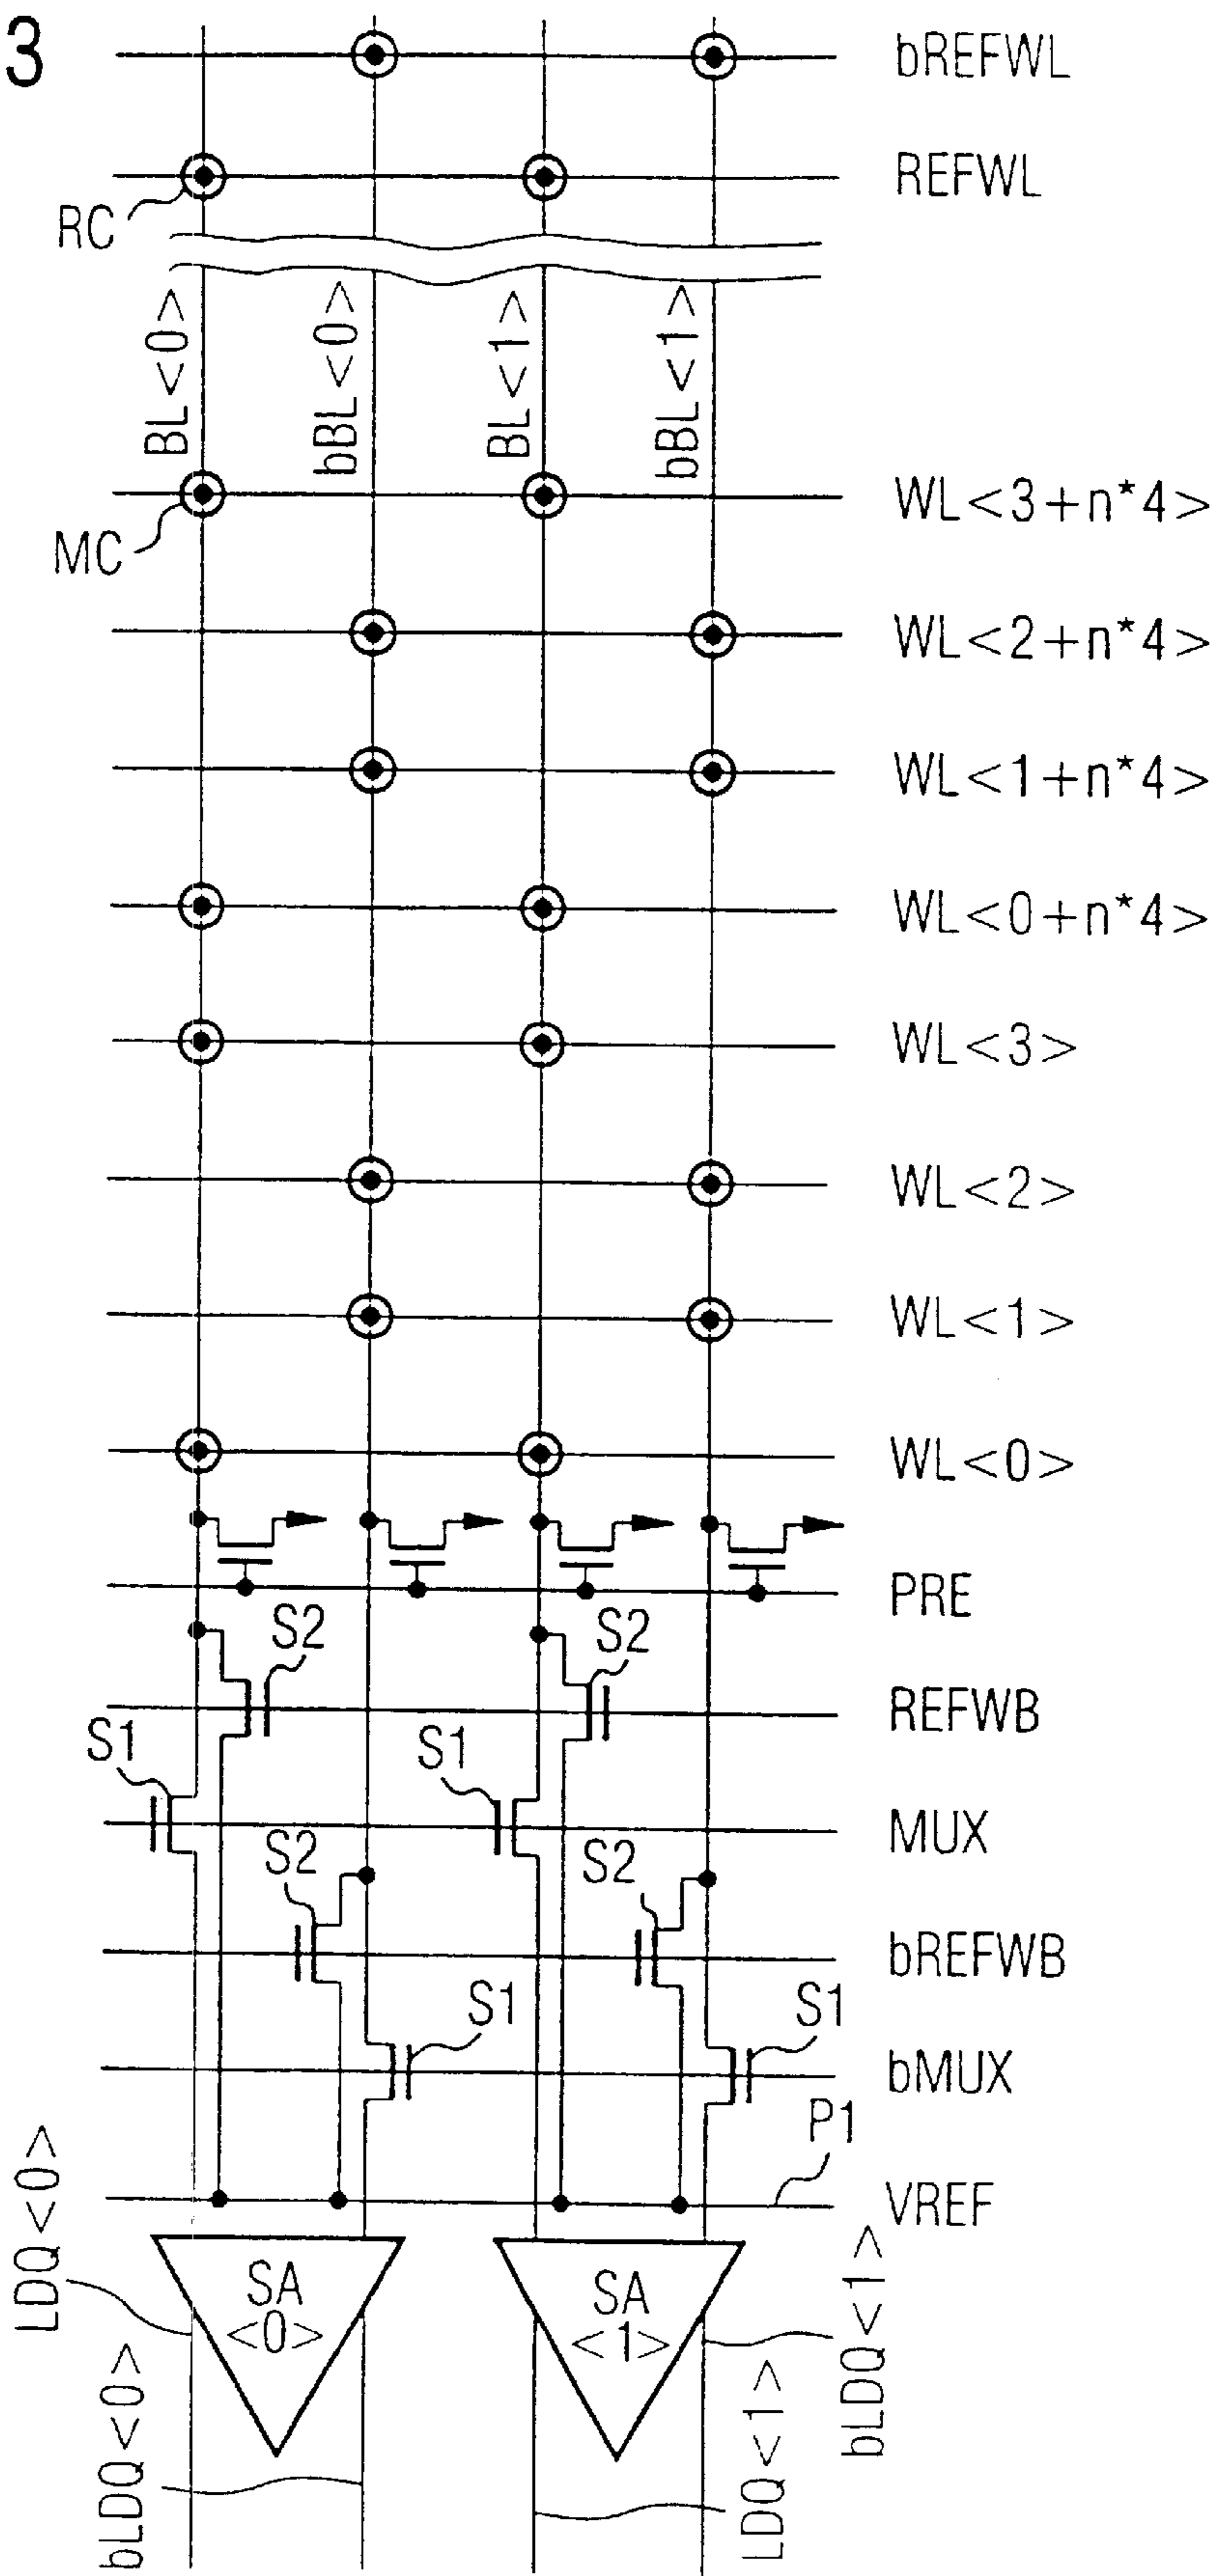 3
bREFWL
REFWL
RC
BL<0>
bBL<0>
BL<1>
bBL<1>
WL<3+n*4>
MC
WL<2+n*4>
WL<1+n*4>
WL<0+n*4>
WL<3>
WL<2>
WL<1>
WL<0>
PRE
S2
S2
REFWB
S1
S1
MUX
S2
S2
bREFWB
S1
S1
bMUX
P1
VREF
LDQ<0>
SA
<0>
SA
<1>
bLDQ<1>
bLDQ<0>
LDQ<1>